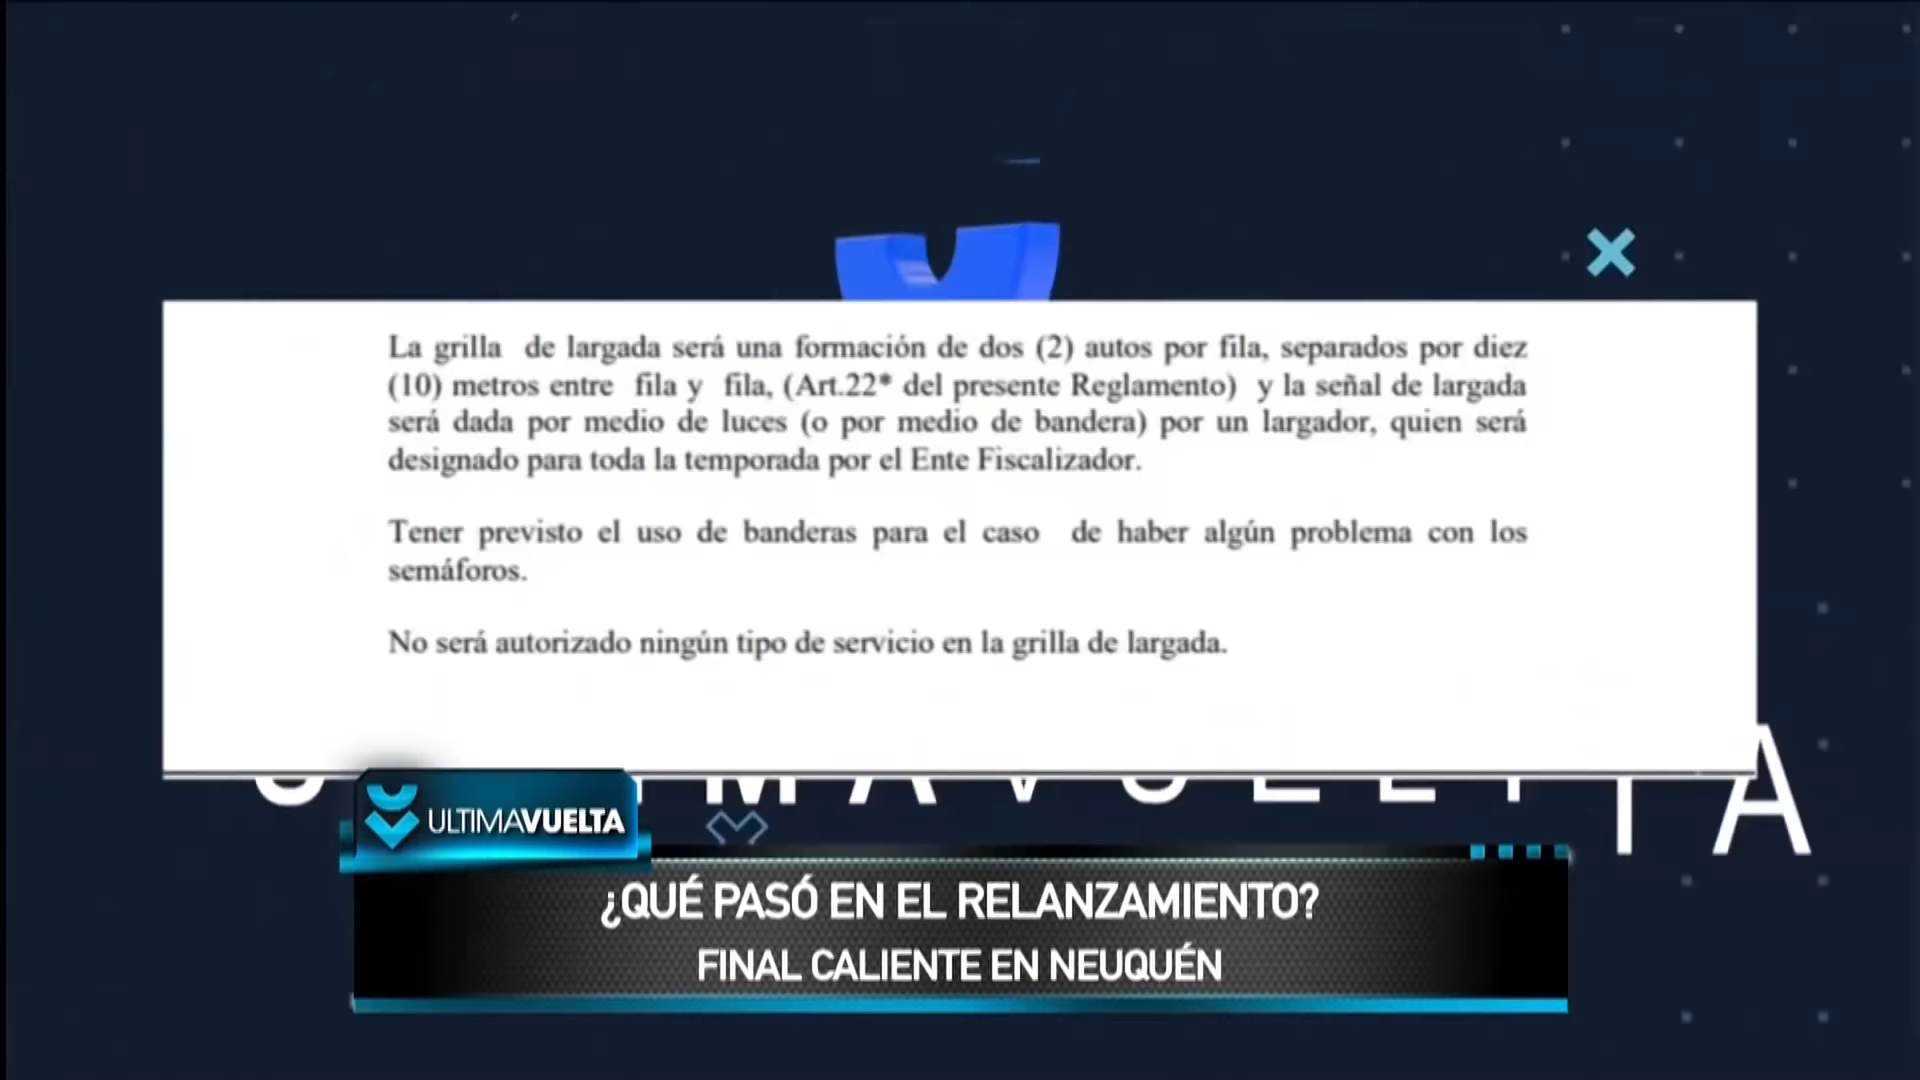 La grilla de largada será una formación de dos (2) autos por fila, separados por diez
(10) metros entre fila y fila, (Art.22* del presente Reglamento) y la señal de largada
será dada por medio de luces (o por medio de bandera) por un largador, quien será
designado para toda la temporada por el Ente Fiscalizador.
Tener previsto el uso de banderas para el caso de haber algún problema con los
semáforos.
No será autorizado ningún tipo de servicio en la grilla de largada.
ULTIMAVUELTA
¿QUÉ PASÓ EN EL RELANZAMIENTO?
FINAL CALIENTE EN NEUQUÉN